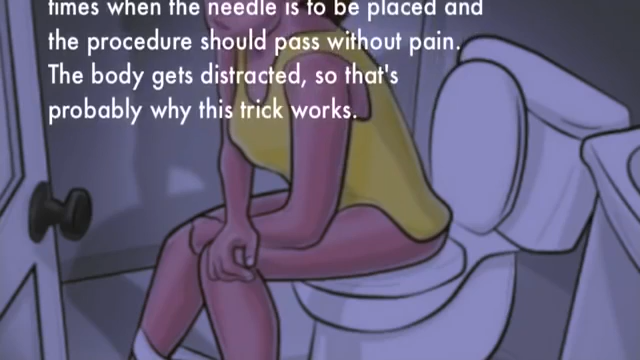 times when the needle is to be placed and
the procedure should pass without pain.
The body gets distracted, so that's
probably why this trick works.